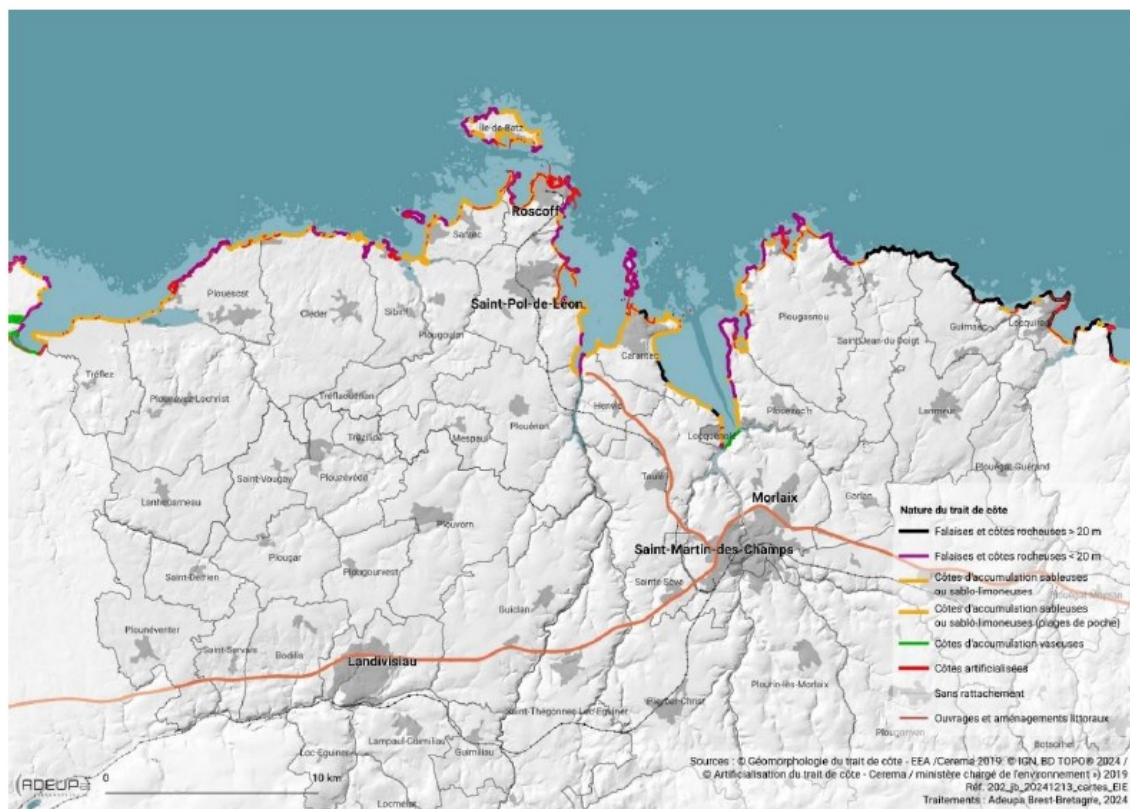 Île-de-Batz
Roscoff
Santec
Saint-Pol-de-Léon
Plouescat
Cléder
Sibiril
Plougoulm
Carantec
Plougasnou
Saint-Jean-du-Doigt
Guimaëc
Locquirec
Tréflez
Plounévez-Lochrist
Tréflaouénan
Henvic
Plouezoc'h
Lanmeur
Trézilidé
Mespaul
Plouénan
Locquénolé
Saint-Vougay
Plouzévédé
Taulé
Plouégat-Guérand
Lanhouarneau
Morlaix
Garlan
Plouvorn
Plougar
Saint-Martin-des-Champs
Saint-Derrien
Plougourvest
Sainte-Sève
Guiclan
Plounéventer
Saint-Servais
Bodilis
Landivisiau
Plourin-lès-Morlaix
Saint-Thégonnec Loc-Eguiner
Pleyber-Christ
Plougonven
Lampaul-Guimiliau
Loc-Eguiner
Guimiliau
Botsorhel
Locmélar
Nature du trait de côte
Falaises et côtes rocheuses > 20 m
Falaises et côtes rocheuses < 20 m
Côtes d'accumulation sableuses
ou sablo-limoneuses
Côtes d'accumulation sableuses
ou sablo-limoneuses (plages de poche)
Côtes d'accumulation vaseuses
Côtes artificialisées
Sans rattachement
Ouvrages et aménagements littoraux
0 10 km
ADEUPa
Sources : © Géomorphologie du trait de côte - EEA /Cerema 2019, © IGN, BD TOPO® 2024 /
© Artificialisation du trait de côte - Cerema / ministère chargé de l'environnement ») 2019
Réf. 202_jb_20241213_cartes_EIE
Traitements : Adeupa Brest-Bretagne, 2024